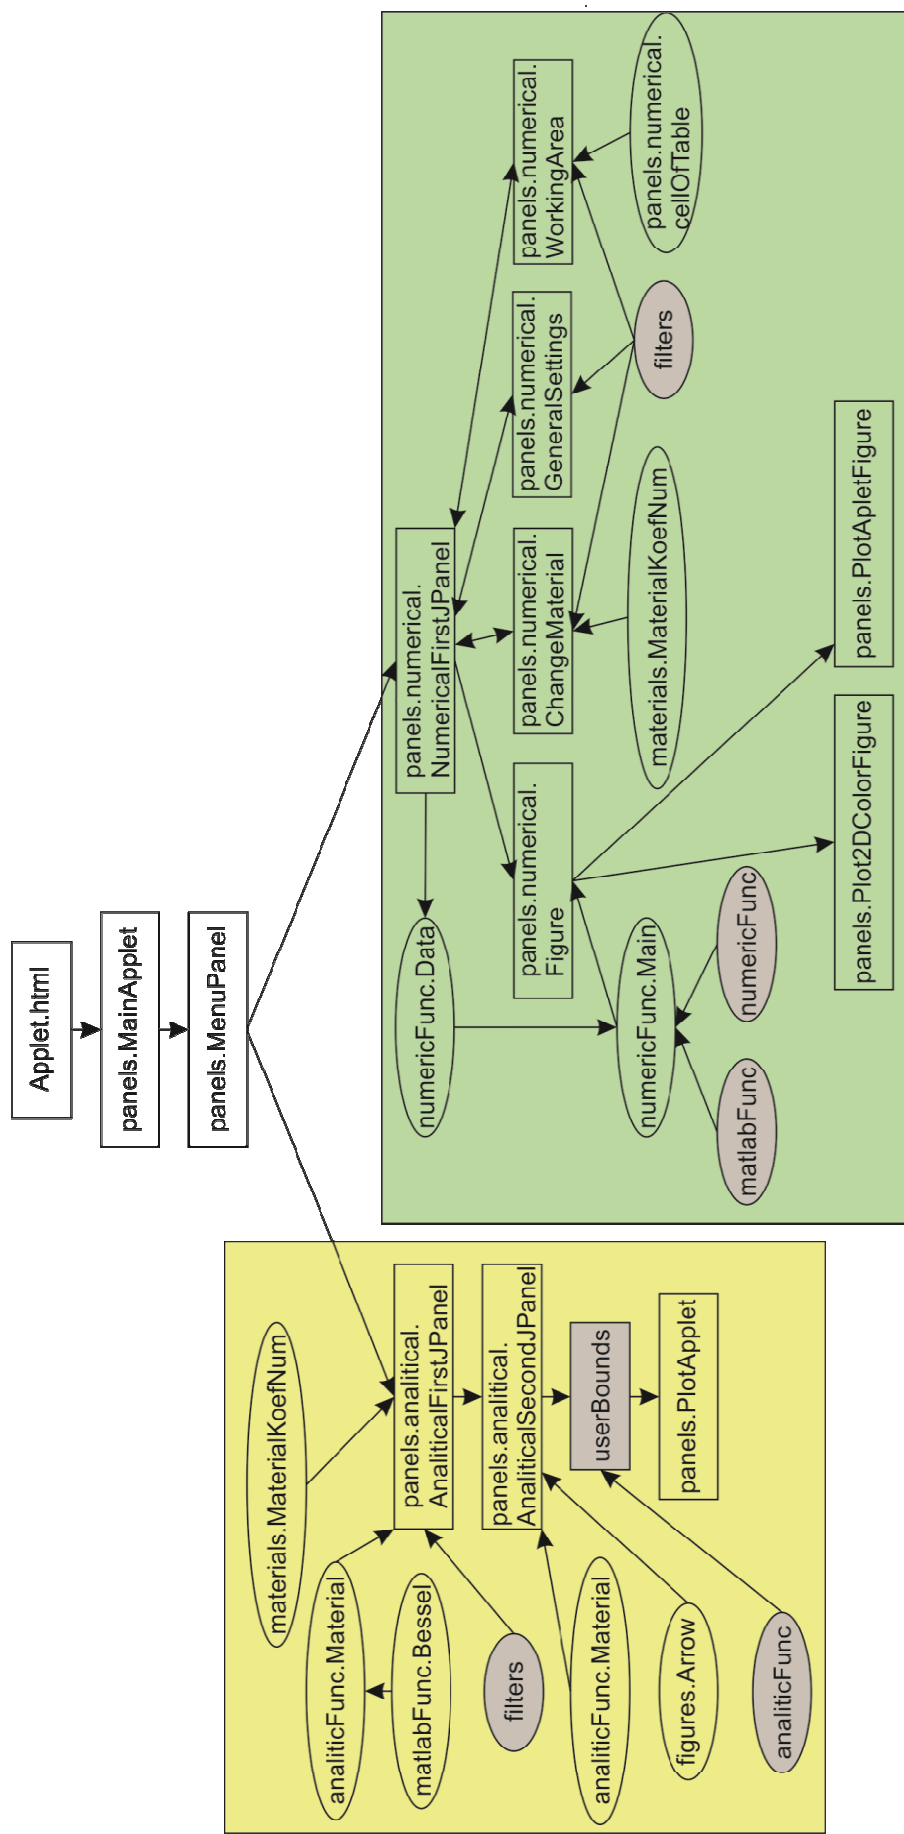 Applet.html
panels.MainApplet
panels.MenuPanel
materials.MaterialKoefNum
analiticFunc.Material
matlabFunc.Bessel
filters
panels.analitical.
AnaliticalFirstJPanel
panels.analitical.
AnaliticalSecondJPanel
analiticFunc.Material
figures.Arrow
userBounds
analiticFunc
panels.PlotApplet
panels.numerical.
NumericalFirstJPanel
numericFunc.Data
panels.numerical.
Figure
panels.numerical.
ChangeMaterial
panels.numerical.
GeneralSettings
panels.numerical.
WorkingArea
numericFunc.Main
materials.MaterialKoefNum
filters
panels.numerical.
cellOfTable
matlabFunc
numericFunc
panels.Plot2DColorFigure
panels.PlotApletFigure